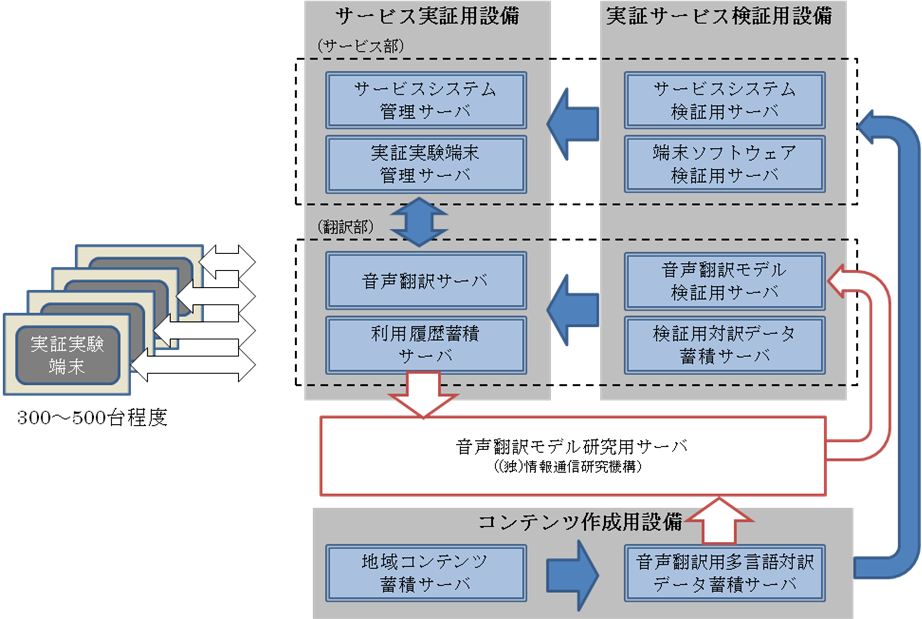 サービス実証用設備
実証サービス検証用設備
(サービス部)
サービスシステム
管理サーバ
サービスシステム
検証用サーバ
実証実験端末
管理サーバ
端末ソフトウェア
検証用サーバ
(翻訳部)
音声翻訳サーバ
音声翻訳モデル
検証用サーバ
利用履歴蓄積
サーバ
検証用対訳データ
蓄積サーバ
実証実験
端末
300～500台程度
音声翻訳モデル研究用サーバ
((独)情報通信研究機構)
コンテンツ作成用設備
地域コンテンツ
蓄積サーバ
音声翻訳用多言語対訳
データ蓄積サーバ